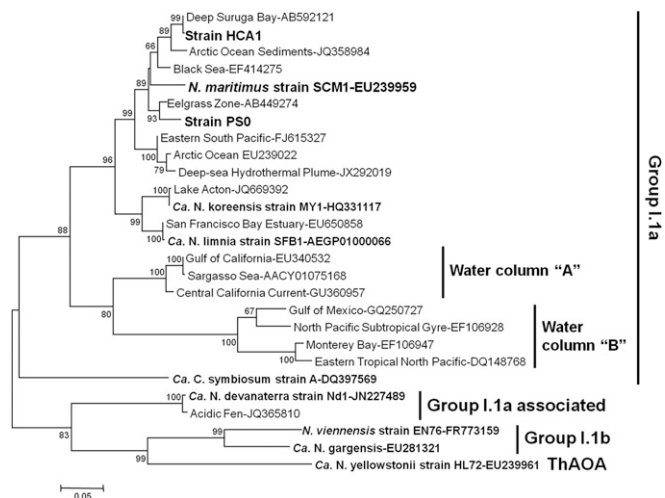 99
Deep Suruga Bay-AB592121
89
Strain HCA1
66
Arctic Ocean Sediments-JQ358984
Black Sea-EF414275
89
N. maritimus strain SCM1-EU239959
99
Eelgrass Zone-AB449274
93
Strain PS0
Eastern South Pacific-FJ615327
100
Arctic Ocean EU239022
79
Deep-sea Hydrothermal Plume-JX292019
96
100
Lake Acton-JQ669392
Ca. N. koreensis strain MY1-HQ331117
99
San Francisco Bay Estuary-EU650858
100
Ca. N. limnia strain SFB1-AEGP01000066
88
100
Gulf of California-EU340532
100
Sargasso Sea-AACY01075168
Central California Current-GU360957
Water column “A”
80
67
Gulf of Mexico-GQ250727
100
North Pacific Subtropical Gyre-EF106928
Monterey Bay-EF106947
100
Eastern Tropical North Pacific-DQ148768
Water
column “B”
Ca. C. symbiosum strain A-DQ397569
Group I.1a
100
Ca. N. devanaterra strain Nd1-JN227489
Acidic Fen-JQ365810
Group I.1a associated
83
99
N. viennensis strain EN76-FR773159
99
Ca. N. gargensis-EU281321
Group I.1b
Ca. N. yellowstonii strain HL72-EU239961
ThAOA
0.05